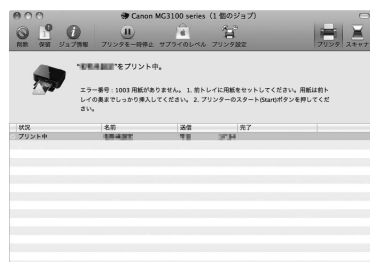 Canon MG3100 series (1 個のジョブ)
削除 保留 ジョブ情報 プリンタを一時停止 サプライのレベル プリンタ設定 プリンタ スキャナ
"をプリント中。
エラー番号 : 1003 用紙がありません。 1. 前トレイに用紙をセットしてください。用紙は前ト
レイの奥までしっかり挿入してください。 2. プリンターのスタート(Start)ボタンを押してくだ
さい。
状況 名前 送信 完了
プリント中